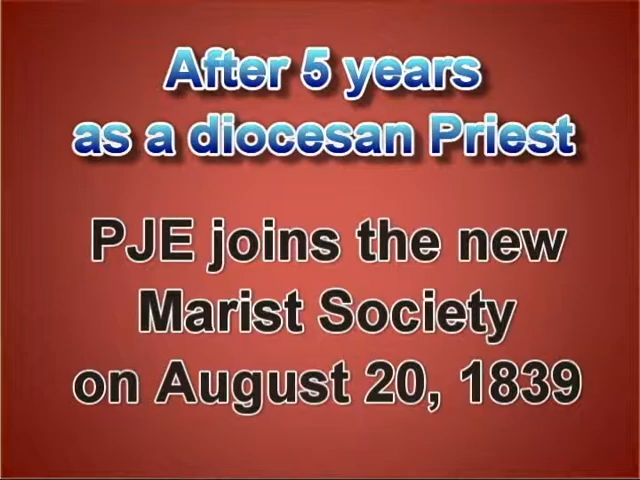 After 5 years
as a diocesan Priest
PJE joins the new
Marist Society
on August 20, 1839